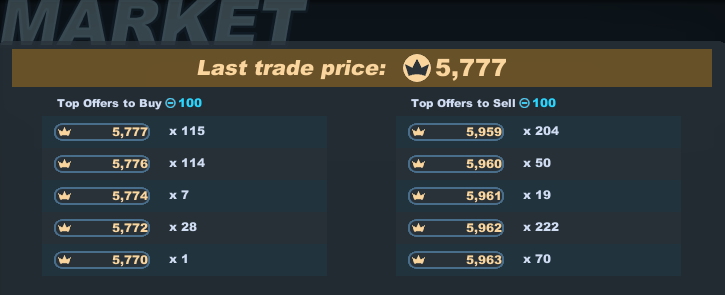 MARKET
Last trade price: 5,777
Top Offers to Buy 100
5,777 x 115
5,776 x 114
5,774 x 7
5,772 x 28
5,770 x 1
Top Offers to Sell 100
5,959 x 204
5,960 x 50
5,961 x 19
5,962 x 222
5,963 x 70